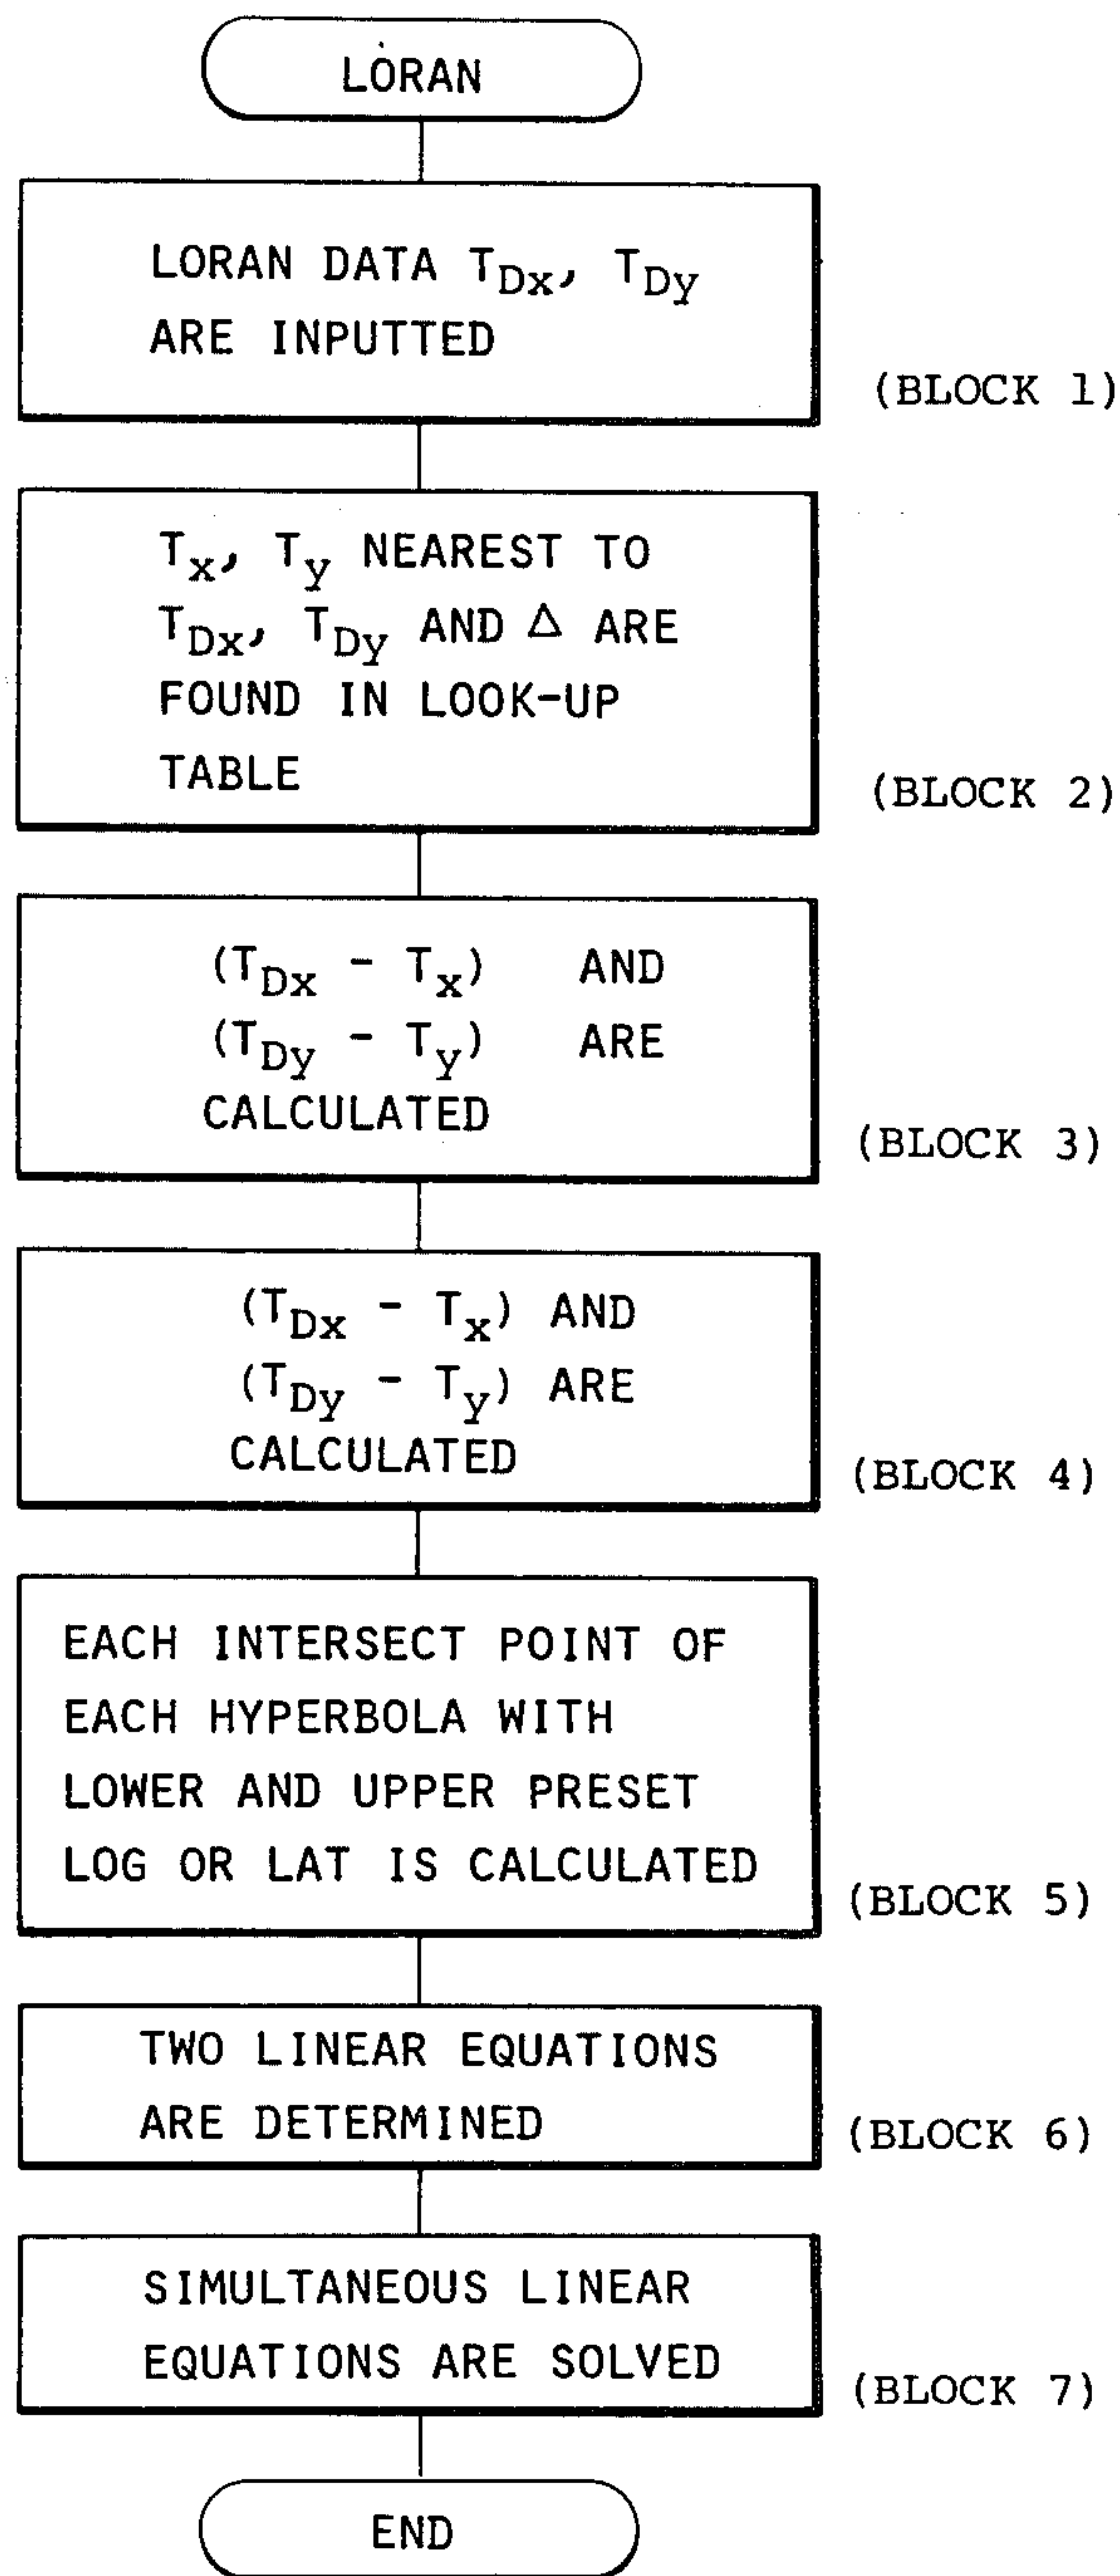 LORAN
LORAN DATA T_Dx, T_Dy
ARE INPUTTED
(BLOCK 1)
T_x, T_y NEAREST TO
T_Dx, T_Dy AND △ ARE
FOUND IN LOOK-UP
TABLE
(BLOCK 2)
(T_Dx - T_x) AND
(T_Dy - T_y) ARE
CALCULATED
(BLOCK 3)
(T_Dx - T_x) AND
(T_Dy - T_y) ARE
CALCULATED
(BLOCK 4)
EACH INTERSECT POINT OF
EACH HYPERBOLA WITH
LOWER AND UPPER PRESET
LOG OR LAT IS CALCULATED
(BLOCK 5)
TWO LINEAR EQUATIONS
ARE DETERMINED
(BLOCK 6)
SIMULTANEOUS LINEAR
EQUATIONS ARE SOLVED
(BLOCK 7)
END